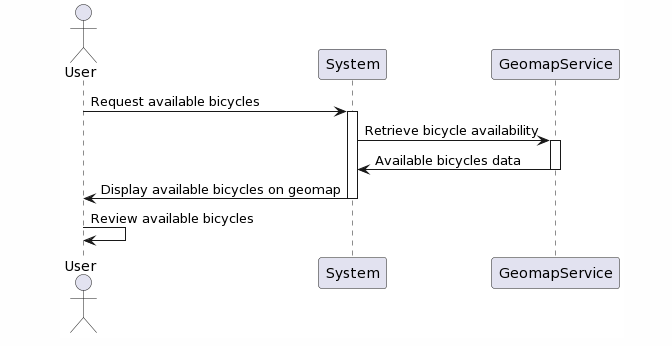 User
System
GeomapService
Request available bicycles
Retrieve bicycle availability
Available bicycles data
Display available bicycles on geomap
Review available bicycles
User
System
GeomapService